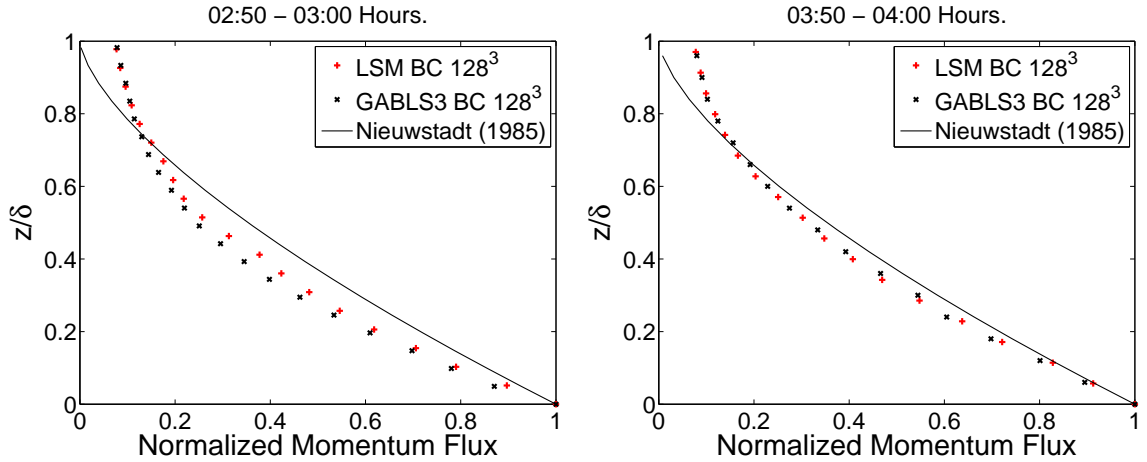 02:50 − 03:00 Hours.
1
0.8
0.6
0.4
0.2
0
z/δ
LSM BC 128³
GABLS3 BC 128³
Nieuwstadt (1985)
0 0.2 0.4 0.6 0.8 1
Normalized Momentum Flux
03:50 − 04:00 Hours.
1
0.8
0.6
0.4
0.2
0
z/δ
LSM BC 128³
GABLS3 BC 128³
Nieuwstadt (1985)
0 0.2 0.4 0.6 0.8 1
Normalized Momentum Flux